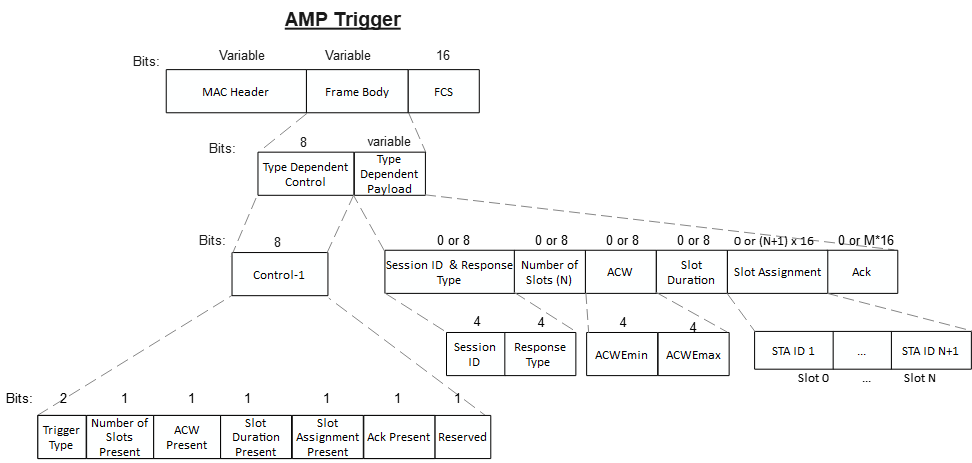 AMP Trigger
Bits: Variable Variable 16
MAC Header Frame Body FCS
Bits: 8 variable
Type Dependent Control Type Dependent Payload
Bits: 8 0 or 8 0 or 8 0 or 8 0 or 8 0 or (N+1) x 16 0 or M*16
Control-1 Session ID & Response Type Number of Slots (N) ACW Slot Duration Slot Assignment Ack
4 4 4 4
Session ID Response Type ACWEmin ACWEmax STA ID 1 ... STA ID N+1
Slot 0 ... Slot N
Bits: 2 1 1 1 1 1 1
Trigger Type Number of Slots Present ACW Present Slot Duration Present Slot Assignment Present Ack Present Reserved